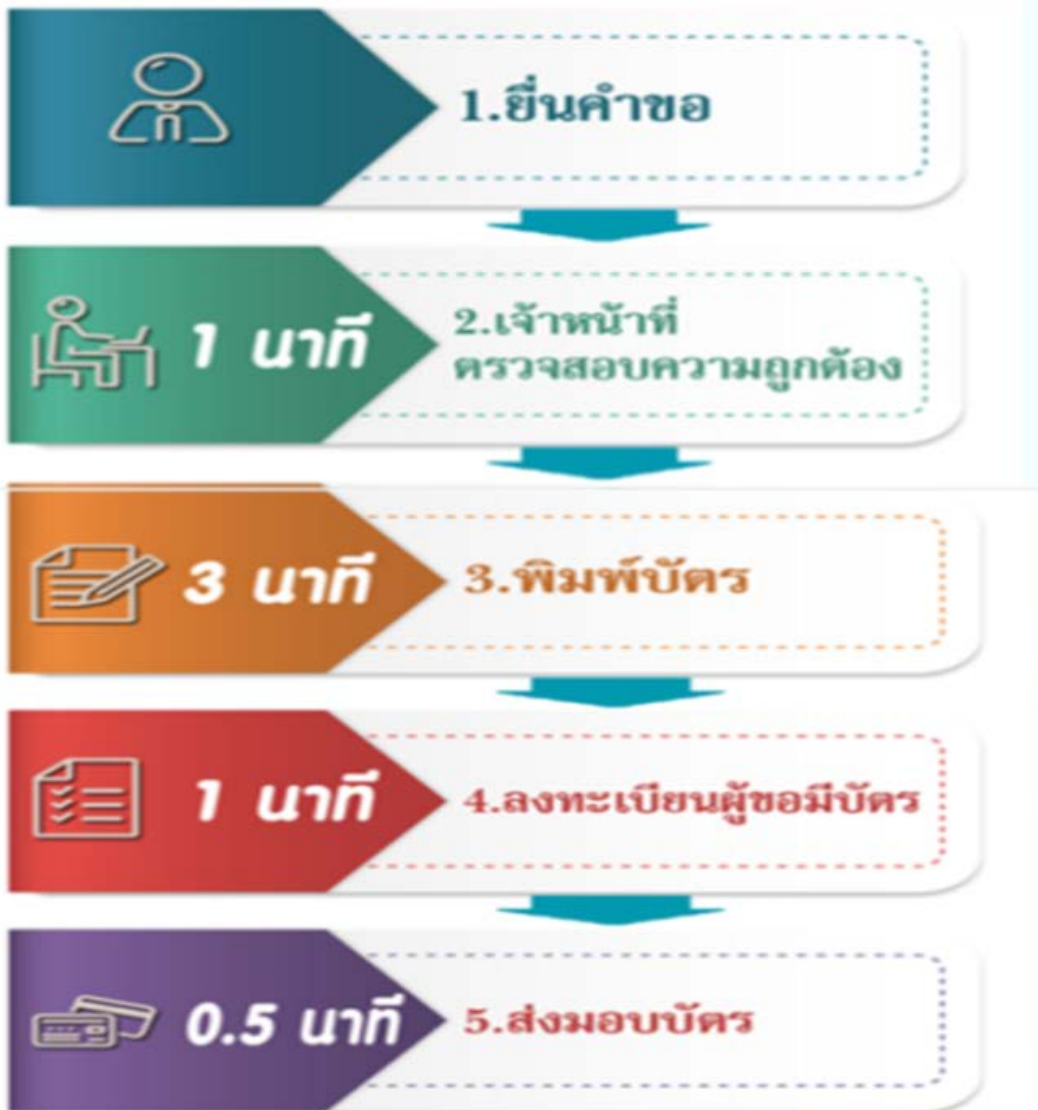 1.ยื่นคำขอ
1 นาที
2.เจ้าหน้าที่
ตรวจสอบความถูกต้อง
3 นาที
3.พิมพ์บัตร
1 นาที
4.ลงทะเบียนผู้ขอมีบัตร
0.5 นาที
5.ส่งมอบบัตร